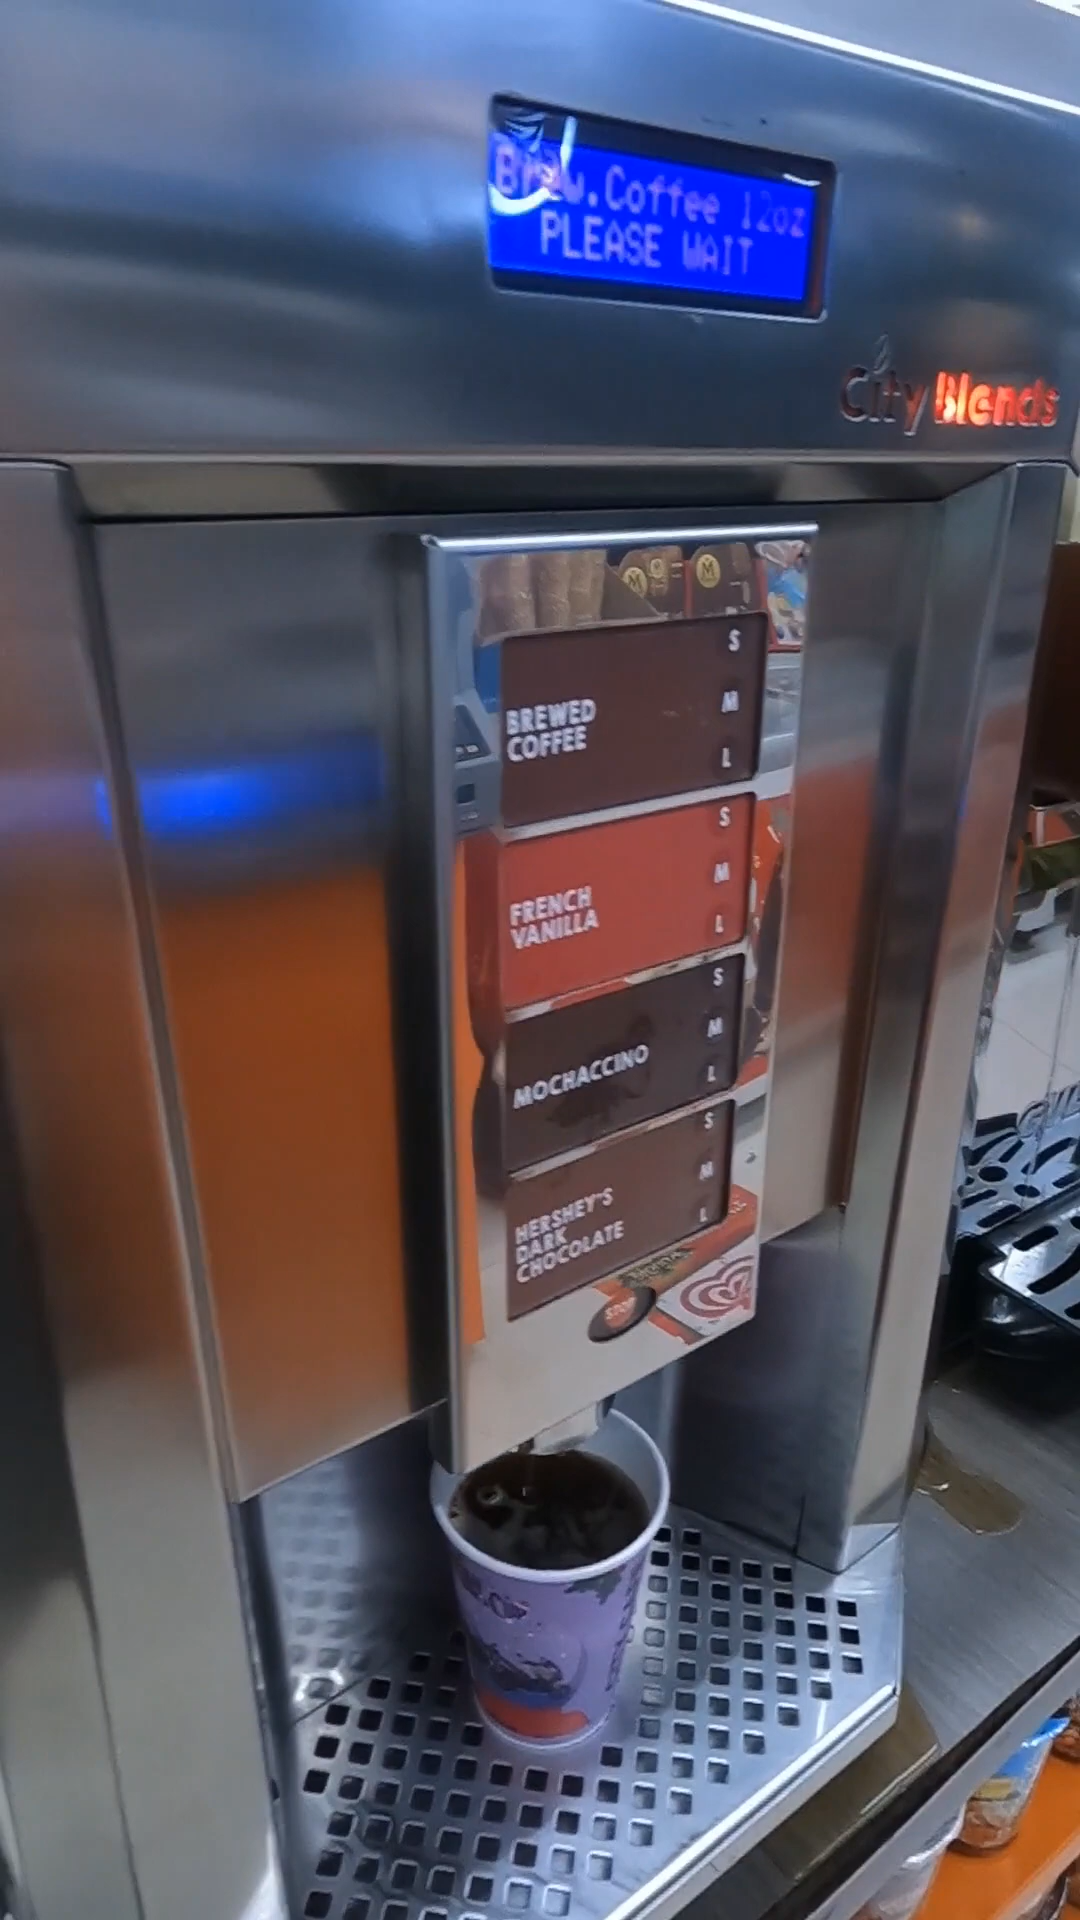 Brew.Coffee 12oz
PLEASE WAIT
City Blends
S
BREWED
COFFEE
M
L
S
FRENCH
VANILLA
M
L
S
MOCHACCINO
M
L
S
HERSHEY'S
DARK
CHOCOLATE
M
L
STOP